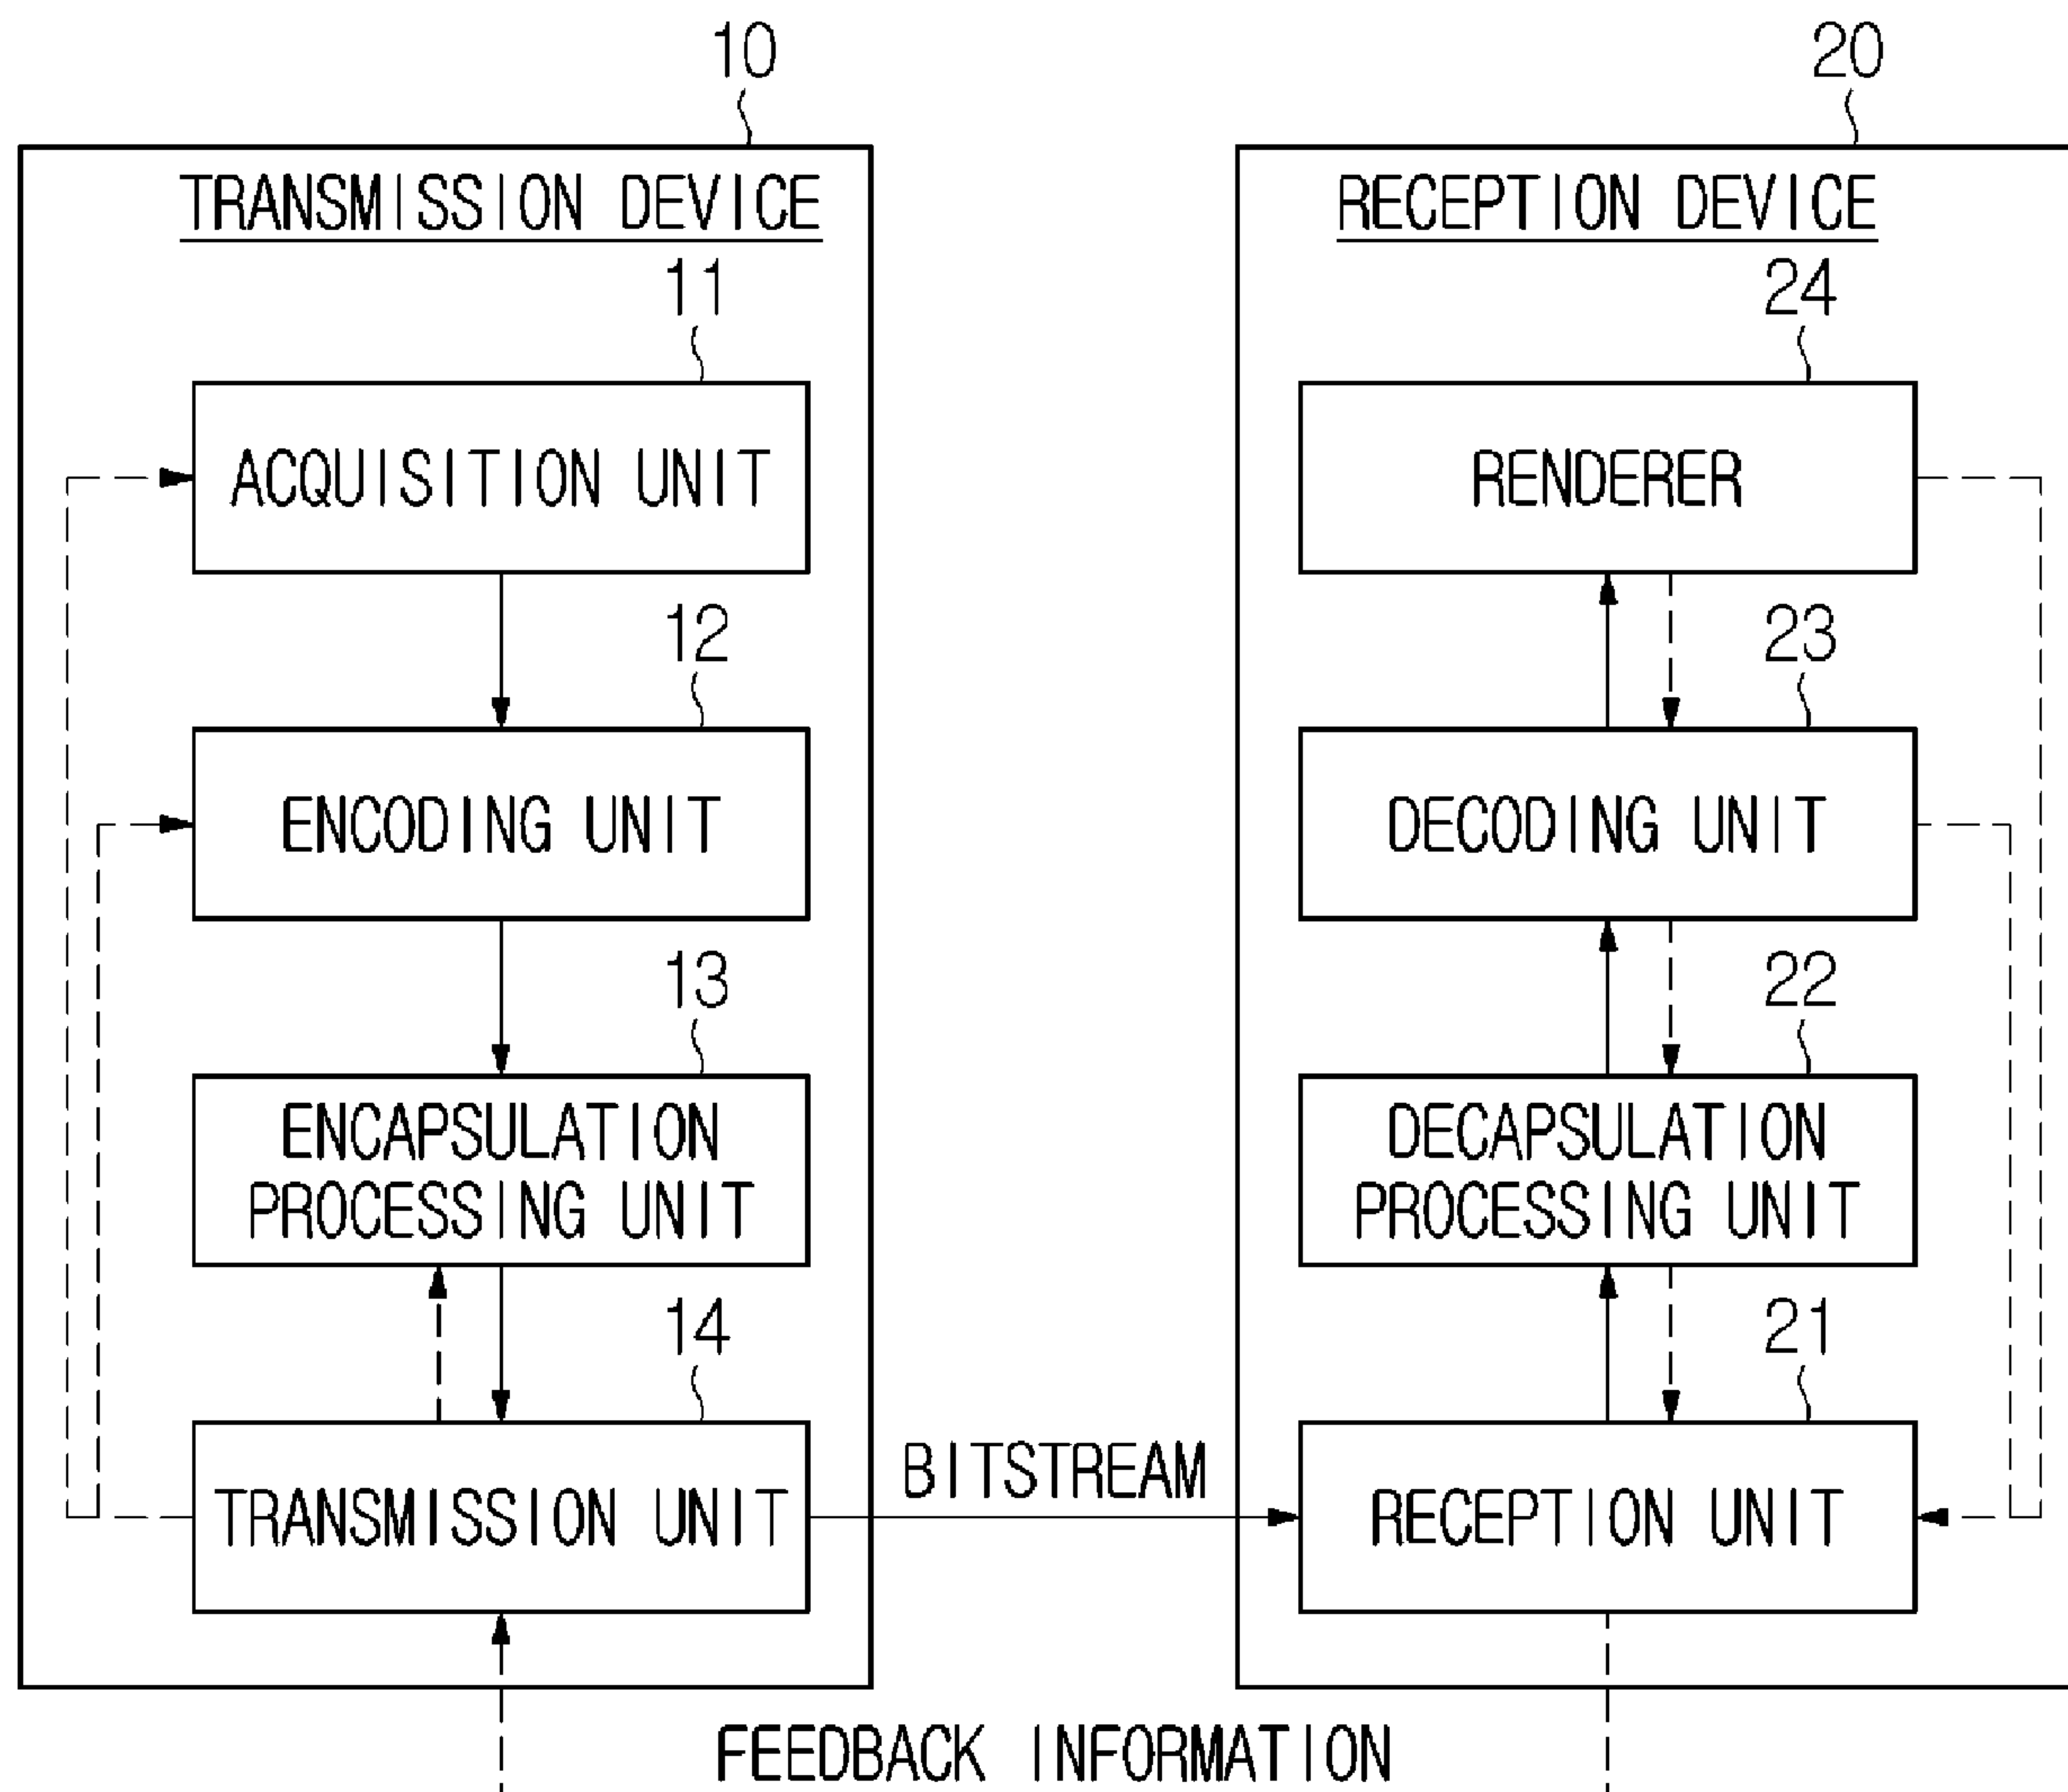 10
TRANSMISSION DEVICE
11
ACQUISITION UNIT
12
ENCODING UNIT
13
ENCAPSULATION
PROCESSING UNIT
14
TRANSMISSION UNIT
BITSTREAM
20
RECEPTION DEVICE
24
RENDERER
23
DECODING UNIT
22
DECAPSULATION
PROCESSING UNIT
21
RECEPTION UNIT
FEEDBACK INFORMATION